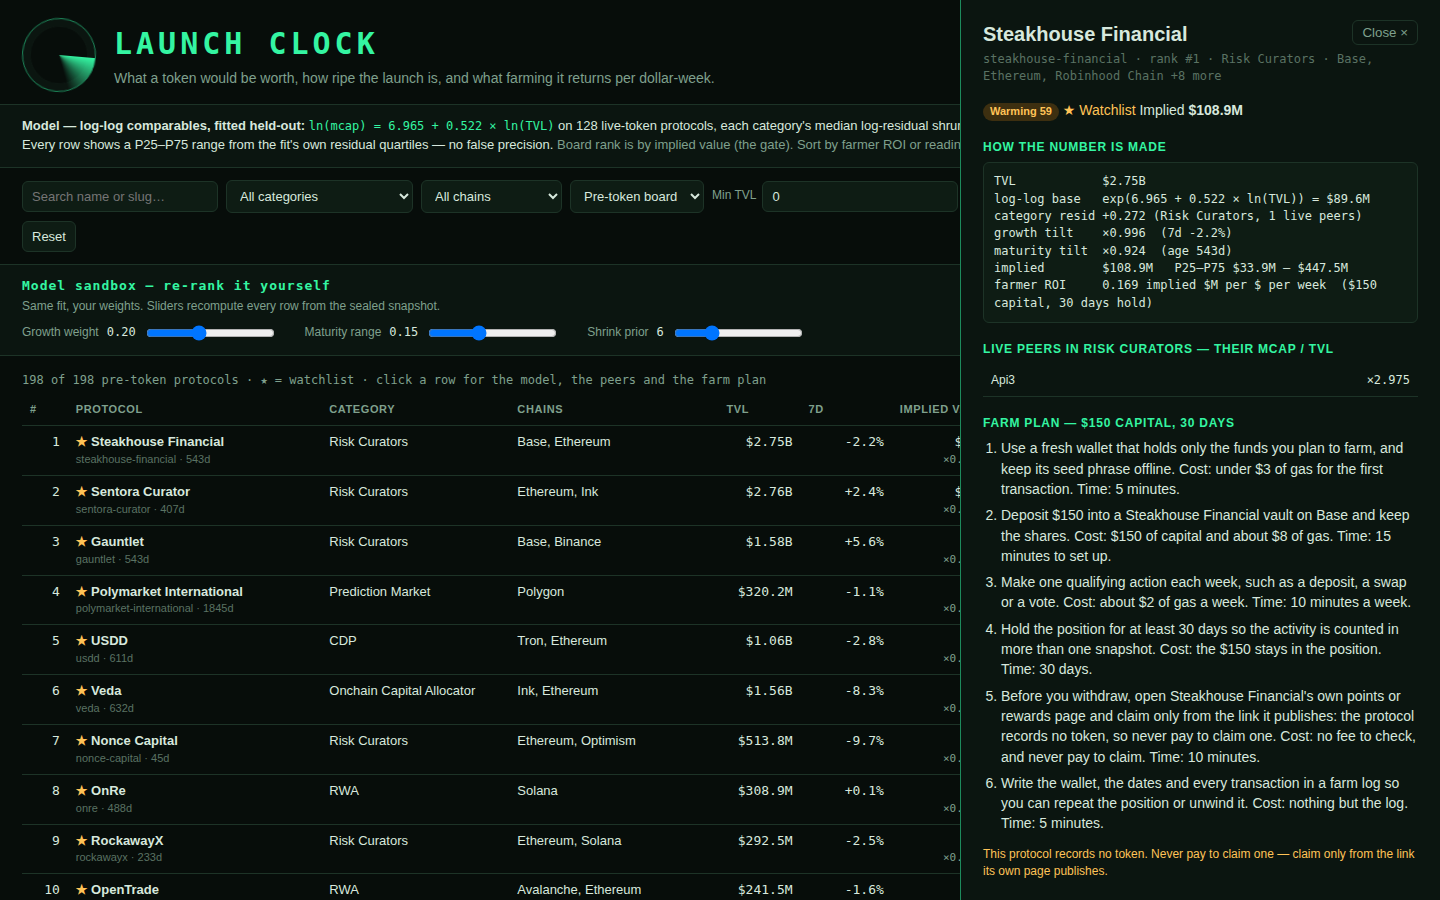 LAUNCH CLOCK
What a token would be worth, how ripe the launch is, and what farming it returns per dollar-week.
Model — log-log comparables, fitted held-out: ln(mcap) = 6.965 + 0.522 × ln(TVL) on 128 live-token protocols, each category's median log-residual
Every row shows a P25–P75 range from the fit's own residual quartiles — no false precision. Board rank is by implied value (the gate). Sort by farmer ROI or
Search name or slug…
All categories
All chains
Pre-token board
Min TVL
0
Reset
Model sandbox — re-rank it yourself
Same fit, your weights. Sliders recompute every row from the sealed snapshot.
Growth weight 0.20
Maturity range 0.15
Shrink prior 6
198 of 198 pre-token protocols · ★ = watchlist · click a row for the model, the peers and the farm plan
# PROTOCOL CATEGORY CHAINS TVL 7D IMPLIED
1 ★ Steakhouse Financial Risk Curators Base, Ethereum $2.75B -2.2% $
steakhouse-financial · 543d ×0.
2 ★ Sentora Curator Risk Curators Ethereum, Ink $2.76B +2.4% $
sentora-curator · 407d ×0.
3 ★ Gauntlet Risk Curators Base, Binance $1.58B +5.6%
gauntlet · 543d ×0.
4 ★ Polymarket International Prediction Market Polygon $320.2M -1.1%
polymarket-international · 1845d ×0.
5 ★ USDD CDP Tron, Ethereum $1.06B -2.8%
usdd · 611d ×0.
6 ★ Veda Onchain Capital Allocator Ink, Ethereum $1.56B -8.3%
veda · 632d ×0.
7 ★ Nonce Capital Risk Curators Ethereum, Optimism $513.8M -9.7%
nonce-capital · 45d ×0.
8 ★ OnRe RWA Solana $308.9M +0.1%
onre · 488d ×0.
9 ★ RockawayX Risk Curators Ethereum, Solana $292.5M -2.5%
rockawayx · 233d ×0.
10 ★ OpenTrade RWA Avalanche, Ethereum $241.5M -1.6%
Steakhouse Financial
Close ×
steakhouse-financial · rank #1 · Risk Curators · Base,
Ethereum, Robinhood Chain +8 more
Warming 59 ★ Watchlist Implied $108.9M
HOW THE NUMBER IS MADE
TVL $2.75B
log-log base exp(6.965 + 0.522 × ln(TVL)) = $89.6M
category resid +0.272 (Risk Curators, 1 live peers)
growth tilt ×0.996 (7d -2.2%)
maturity tilt ×0.924 (age 543d)
implied $108.9M P25–P75 $33.9M – $447.5M
farmer ROI 0.169 implied $M per $ per week ($150
capital, 30 days hold)
LIVE PEERS IN RISK CURATORS — THEIR MCAP / TVL
Api3 ×2.975
FARM PLAN — $150 CAPITAL, 30 DAYS
1. Use a fresh wallet that holds only the funds you plan to farm, and
keep its seed phrase offline. Cost: under $3 of gas for the first
transaction. Time: 5 minutes.
2. Deposit $150 into a Steakhouse Financial vault on Base and keep
the shares. Cost: $150 of capital and about $8 of gas. Time: 15
minutes to set up.
3. Make one qualifying action each week, such as a deposit, a swap
or a vote. Cost: about $2 of gas a week. Time: 10 minutes a week.
4. Hold the position for at least 30 days so the activity is counted in
more than one snapshot. Cost: the $150 stays in the position.
Time: 30 days.
5. Before you withdraw, open Steakhouse Financial's own points or
rewards page and claim only from the link it publishes: the protocol
records no token, so never pay to claim one. Cost: no fee to check,
and never pay to claim. Time: 10 minutes.
6. Write the wallet, the dates and every transaction in a farm log so
you can repeat the position or unwind it. Cost: nothing but the log.
Time: 5 minutes.
This protocol records no token. Never pay to claim one — claim only from the link
its own page publishes.